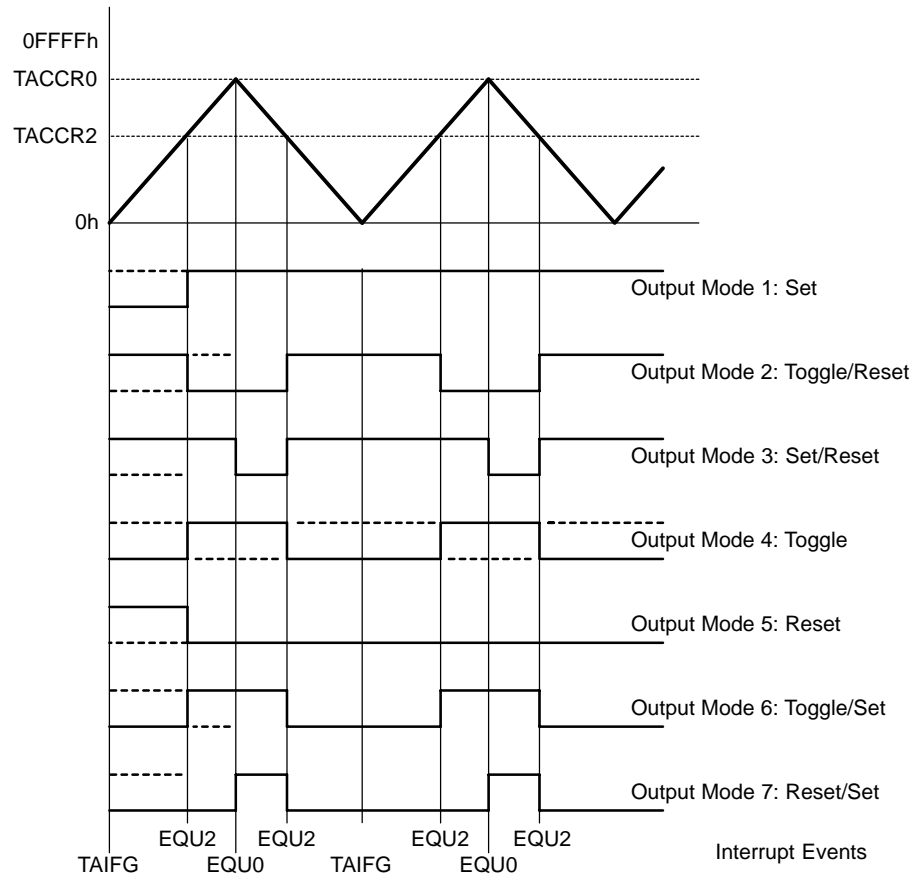 0FFFFh
TACCR0
TACCR2
0h
Output Mode 1: Set
Output Mode 2: Toggle/Reset
Output Mode 3: Set/Reset
Output Mode 4: Toggle
Output Mode 5: Reset
Output Mode 6: Toggle/Set
Output Mode 7: Reset/Set
EQU2 EQU2 EQU2 EQU2
TAIFG EQU0 TAIFG EQU0 Interrupt Events